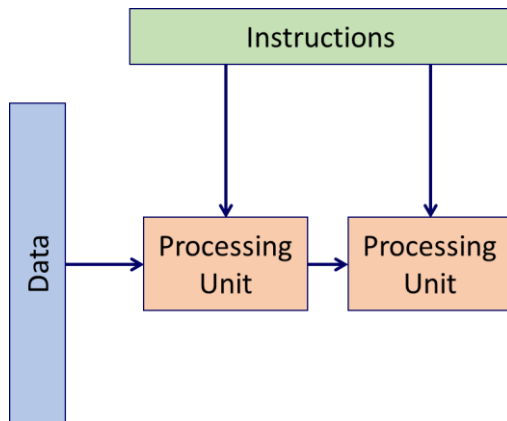 Instructions
Data
Processing
Unit
Processing
Unit